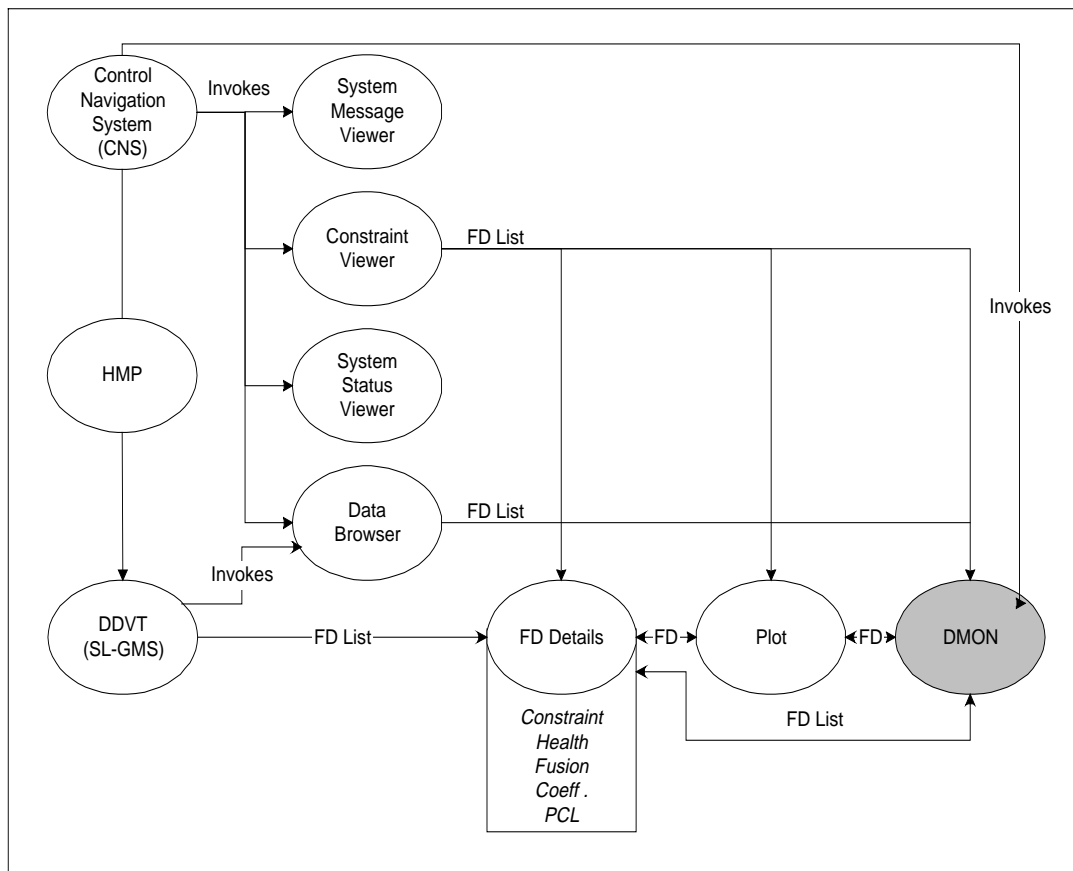 Control
Navigation
System
(CNS)
Invokes
System
Message
Viewer
Constraint
Viewer
FD List
Invokes
HMP
System
Status
Viewer
Data
Browser
FD List
Invokes
DDVT
(SL-GMS)
FD List
FD Details
FD
Plot
FD
DMON
FD List
Constraint
Health
Fusion
Coeff .
PCL